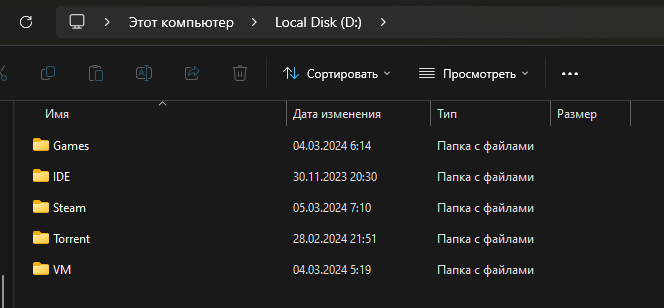 Этот компьютер Local Disk (D:)
Сортировать Просмотреть
Имя Дата изменения Тип Размер
Games 04.03.2024 6:14 Папка с файлами
IDE 30.11.2023 20:30 Папка с файлами
Steam 05.03.2024 7:10 Папка с файлами
Torrent 28.02.2024 21:51 Папка с файлами
VM 04.03.2024 5:19 Папка с файлами